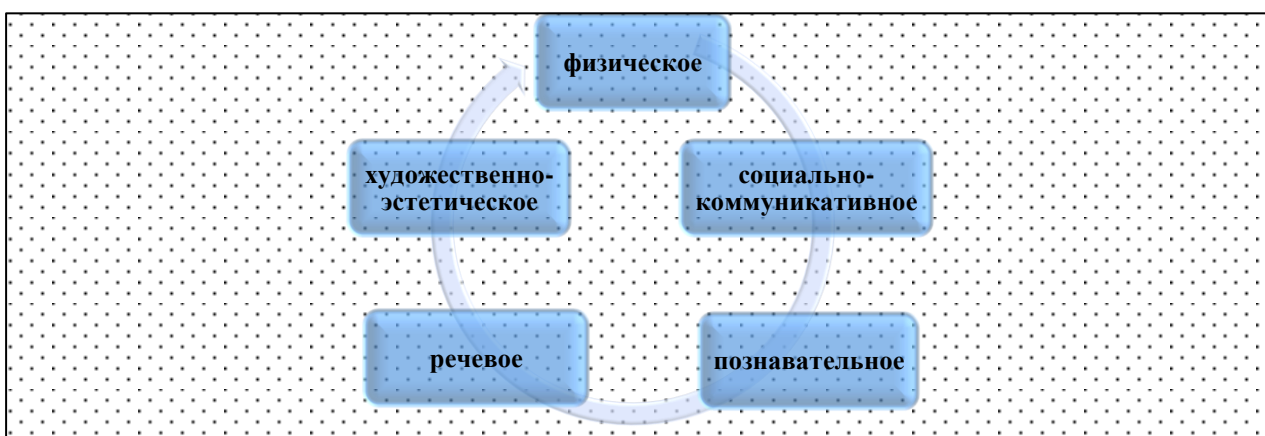 физическое
художественно-
эстетическое
социально-
коммуникативное
речевое
познавательное